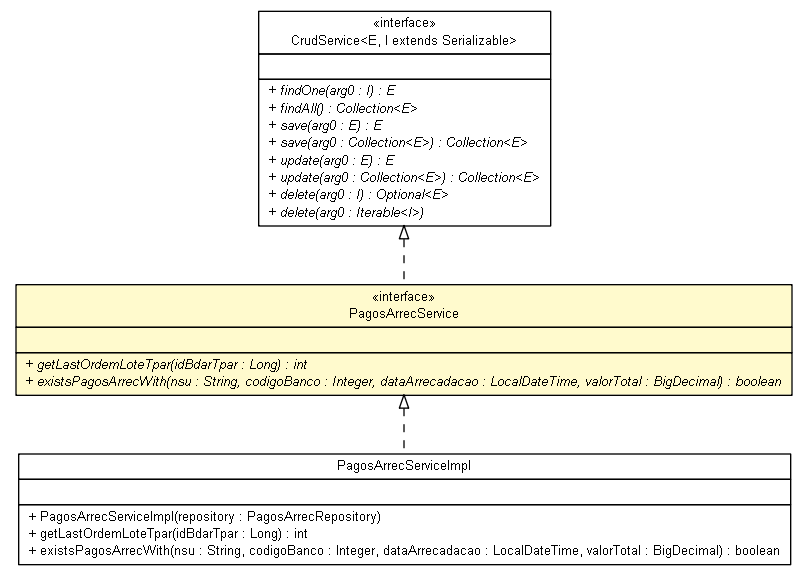 «interface»
CrudService<E, I extends Serializable>
+ findOne(arg0 : I) : E
+ findAll() : Collection<E>
+ save(arg0 : E) : E
+ save(arg0 : Collection<E>) : Collection<E>
+ update(arg0 : E) : E
+ update(arg0 : Collection<E>) : Collection<E>
+ delete(arg0 : I) : Optional<E>
+ delete(arg0 : Iterable<I>)
«interface»
PagosArrecService
+ getLastOrdemLoteTpar(idBdarTpar : Long) : int
+ existsPagosArrecWith(nsu : String, codigoBanco : Integer, dataArrecadacao : LocalDateTime, valorTotal : BigDecimal) : boolean
PagosArrecServiceImpl
+ PagosArrecServiceImpl(repository : PagosArrecRepository)
+ getLastOrdemLoteTpar(idBdarTpar : Long) : int
+ existsPagosArrecWith(nsu : String, codigoBanco : Integer, dataArrecadacao : LocalDateTime, valorTotal : BigDecimal) : boolean